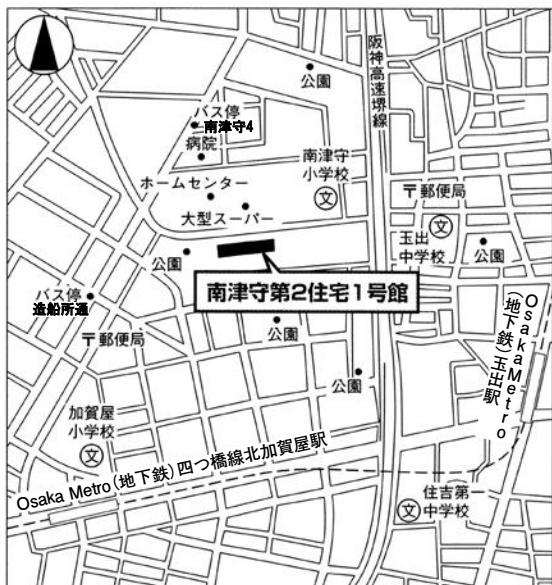 公園
阪神高速堺線
バス停
南津守4
病院
南津守
小学校
文
ホームセンター
大型スーパー
〒郵便局
文
玉出
中学校
公園
公園
南津守第2住宅1号館
バス停
造船所通
公園
〒郵便局
公園
Osaka Metro
(地下鉄)玉出駅
加賀屋
小学校
文
Osaka Metro(地下鉄)四つ橋線北加賀屋駅
住吉第一
中学校
文